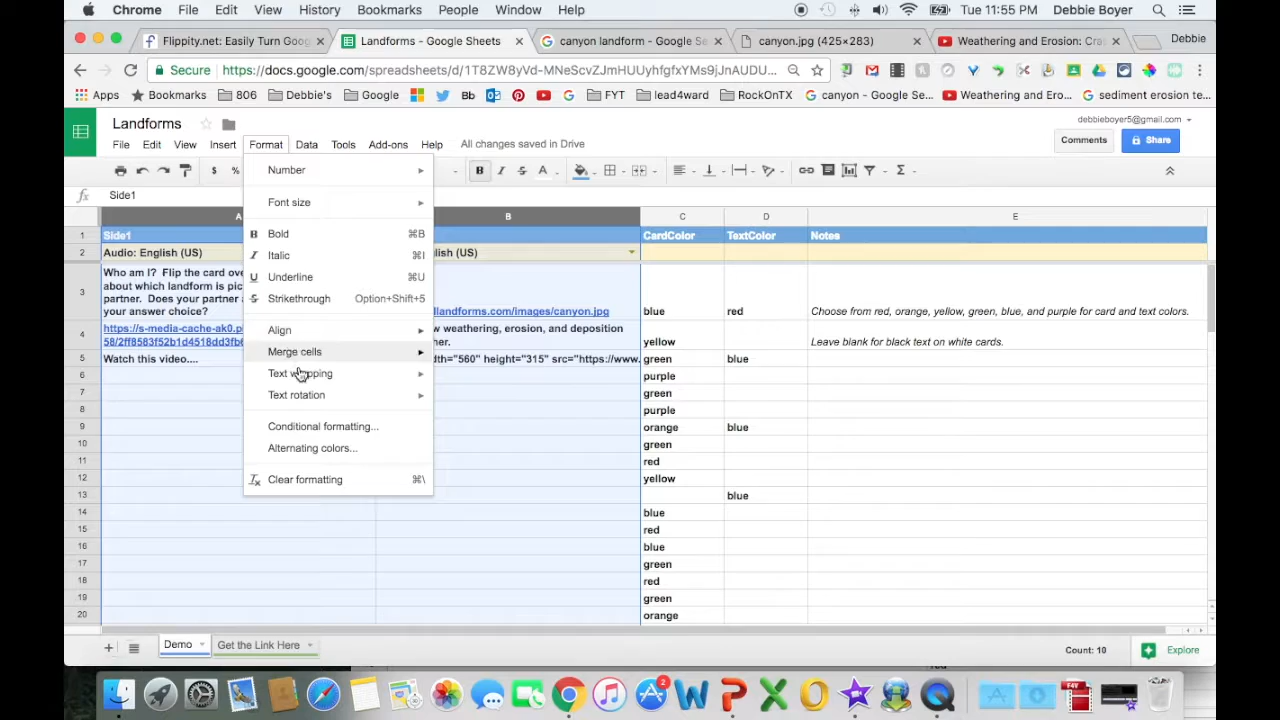 Chrome File Edit View History Bookmarks People Window Help Tue 11:55 PM Debbie Boyer
Flippity.net: Easily Turn Goog Landforms - Google Sheets canyon landform - Google Se canyon.jpg (425×283) Weathering and Erosion: Cre Debbie
Secure https://docs.google.com/spreadsheets/d/1T8ZW8yVd-MNeScvZJmHUUyhfgfxYMs9jJnAUDU...
Apps Bookmarks 806 Debbie's Google Bb FYT lead4ward RockOT canyon - Google Se... Weathering and Ero... sediment erosion te...
Landforms
debbieboyer5@gmail.com
File Edit View Insert Format Data Tools Add-ons Help All changes saved in Drive
Comments Share
$ % B I S A
fx Side1
A B C D E
1 Side1 CardColor TextColor Notes
2 Audio: English (US) lish (US)
Who am I? Flip the card ove
about which landform is pic
3 partner. Does your partner a
your answer choice? llandforms.com/images/canyon.jpg blue red Choose from red, orange, yellow, green, blue, and purple for card and text colors.
4 https://s-media-cache-ak0.p w weathering, erosion, and deposition
58/2ff8583f52b1d4518dd3fb6 her. yellow Leave blank for black text on white cards.
5 Watch this video.... dth="560" height="315" src="https://www. green blue
6 purple
7 green
8 purple
9 orange blue
10 green
11 red
12 yellow
13 blue
14 blue
15 red
16 blue
17 green
18 red
19 green
20 orange
Number
Font size
B Bold ⌘B
I Italic ⌘I
U Underline ⌘U
S Strikethrough Option+Shift+5
Align
Merge cells
Text wrapping
Text rotation
Conditional formatting...
Alternating colors...
Clear formatting ⌘\
Demo Get the Link Here Count: 10 Explore
2